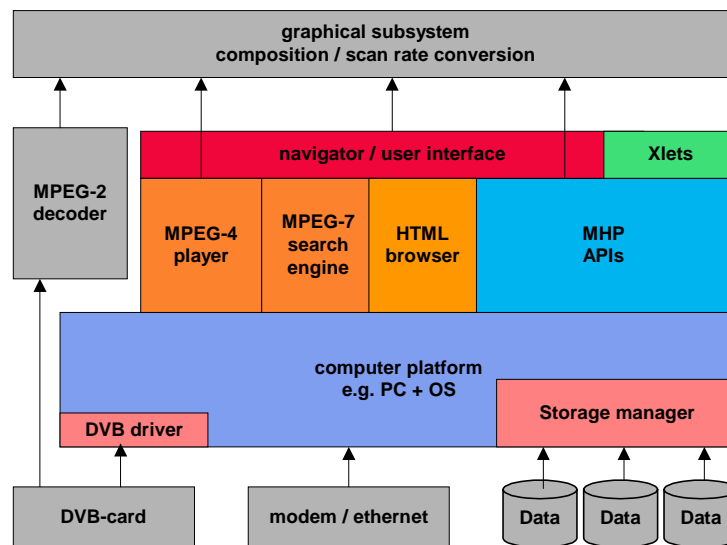 graphical subsystem
composition / scan rate conversion
navigator / user interface
Xlets
MPEG-2
decoder
MPEG-4
player
MPEG-7
search
engine
HTML
browser
MHP
APIs
computer platform
e.g. PC + OS
Storage manager
DVB driver
DVB-card
modem / ethernet
Data
Data
Data